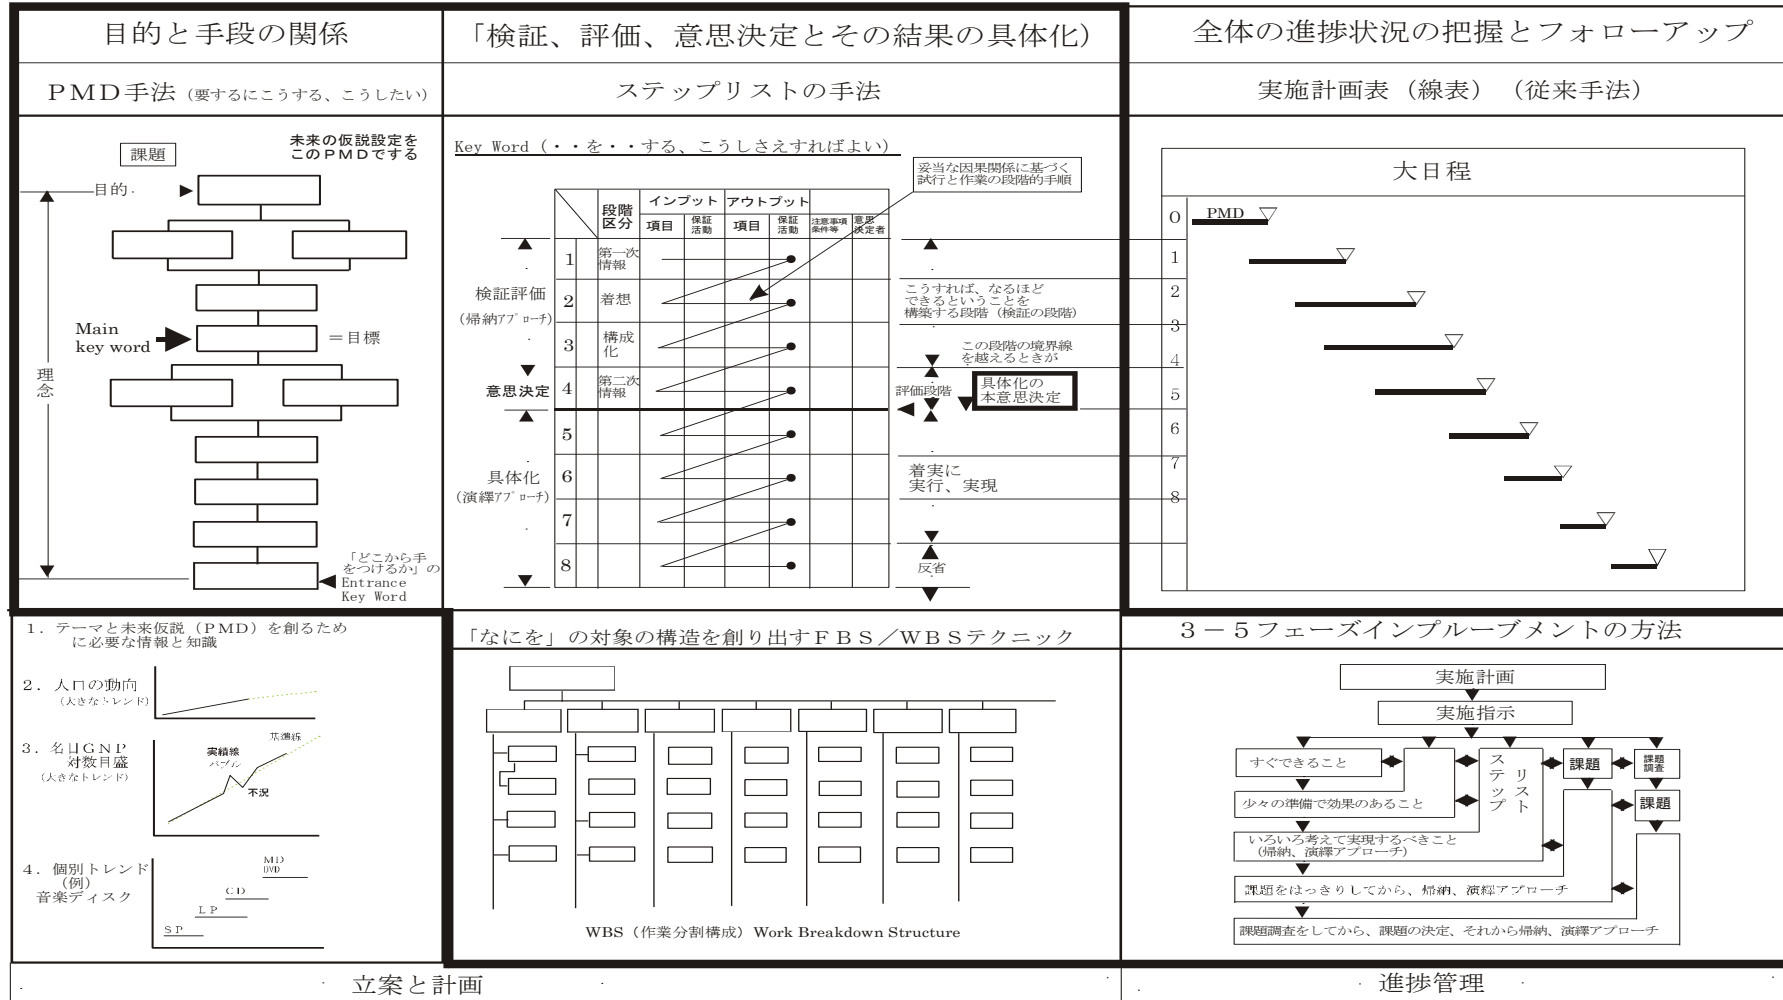 目的と手段の関係
「検証、評価、意思決定とその結果の具体化）
全体の進捗状況の把握とフォローアップ
ＰＭＤ手法（要するにこうする、こうしたい）
ステップリストの手法
実施計画表（線表）（従来手法）
課題
未来の仮説設定を
このＰＭＤでする
目的
Main
key word
＝目標
理念
「どこから手
をつけるか」の
Entrance
Key Word
Key Word（・・を・・する、こうしさえすればよい）
妥当な因果関係に基づく
試行と作業の段階的手順
段階
区分
インプット
アウトプット
項目
保証
活動
項目
保証
活動
注意事項
条件等
意思
決定者
1
第一次
情報
2
着想
3
構成
化
4
第二次
情報
5
6
7
8
検証評価
(帰納アプローチ)
意思決定
具体化
(演繹アプローチ)
こうすれば、なるほど
できるということを
構築する段階（検証の段階）
この段階の境界線
を越えるときが
評価段階
具体化の
本意思決定
着実に
実行、実現
反省
大日程
0
PMD
1
2
3
4
5
6
7
8
１．テーマと未来仮説（ＰＭＤ）を創るため
に必要な情報と知識
２．人口の動向
（大きなトレンド）
３．名目ＧＮＰ
対数目盛
（大きなトレンド）
基準線
実績線
バブル
不況
４．個別トレンド
（例）
音楽ディスク
MD
DVD
ＣＤ
ＬＰ
ＳＰ
「なにを」の対象の構造を創り出すＦＢＳ／ＷＢＳテクニック
WBS（作業分割構成）Work Breakdown Structure
３－５フェーズインプルーブメントの方法
実施計画
実施指示
すぐできること
ステップ
リスト
課題
課題
調査
少々の準備で効果のあること
課題
いろいろ考えて実現するべきこと
（帰納、演繹アプローチ）
課題をはっきりしてから、帰納、演繹アプローチ
課題調査をしてから、課題の決定、それから帰納、演繹アプローチ
立案と計画
進捗管理